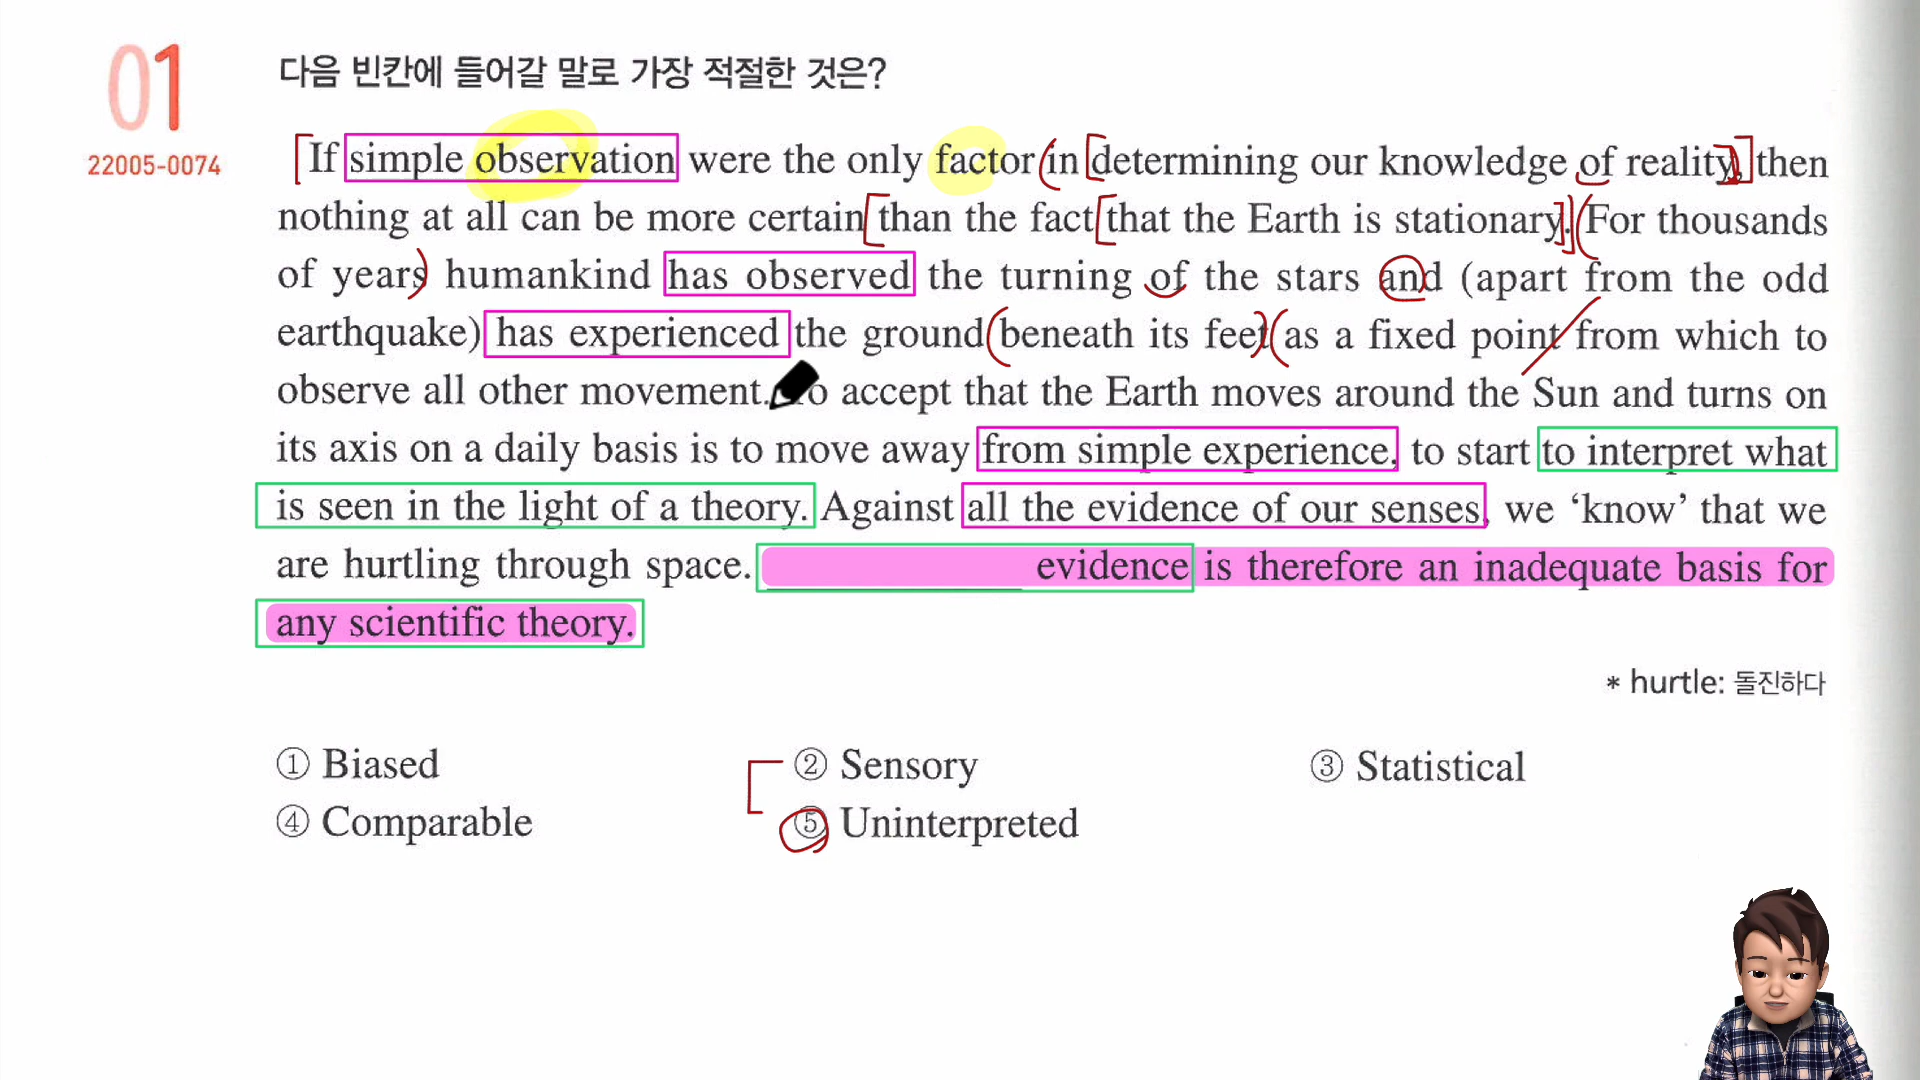 01
22005-0074
다음 빈칸에 들어갈 말로 가장 적절한 것은?
If simple observation were the only factor in determining our knowledge of reality, then
nothing at all can be more certain than the fact that the Earth is stationary. For thousands
of years humankind has observed the turning of the stars and (apart from the odd
earthquake) has experienced the ground beneath its feet as a fixed point from which to
observe all other movement. To accept that the Earth moves around the Sun and turns on
its axis on a daily basis is to move away from simple experience, to start to interpret what
is seen in the light of a theory. Against all the evidence of our senses, we ‘know’ that we
are hurtling through space. ____________ evidence is therefore an inadequate basis for
any scientific theory.
* hurtle: 돌진하다
① Biased ② Sensory ③ Statistical
④ Comparable ⑤ Uninterpreted